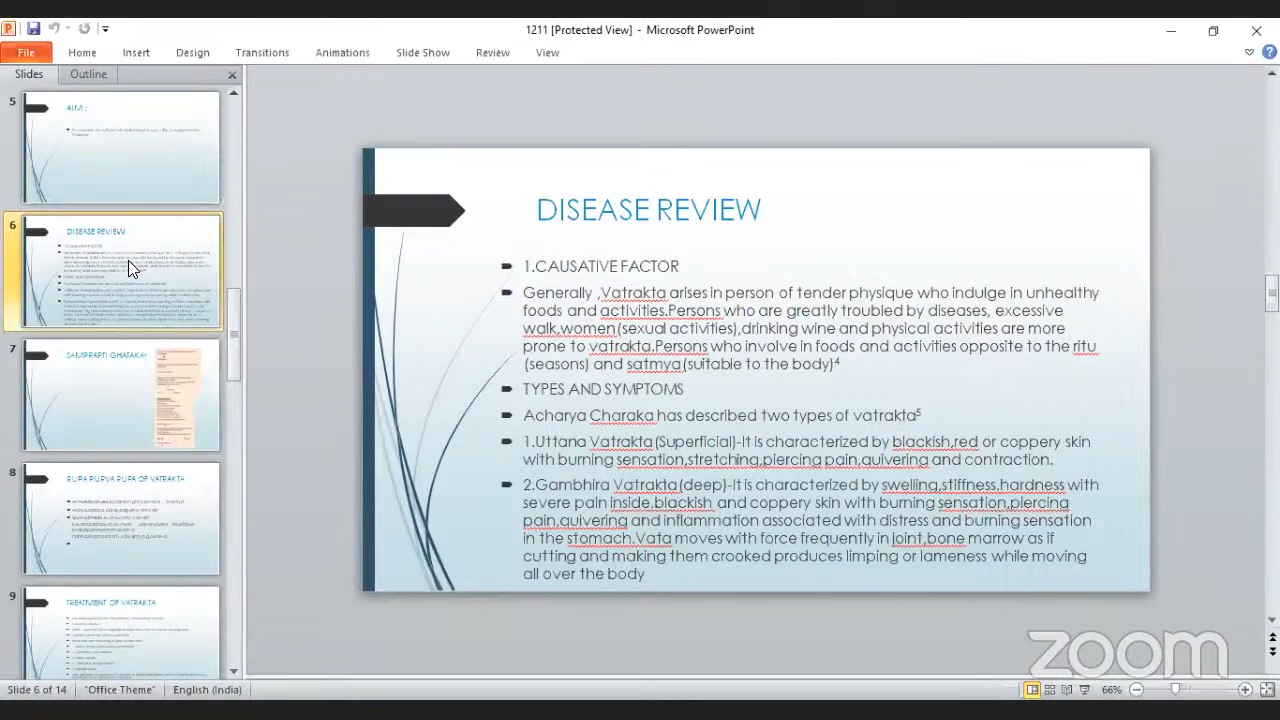 1211 [Protected View] - Microsoft PowerPoint
File Home Insert Design Transitions Animations Slide Show Review View
Slides Outline
5
AIM:
6
DISEASE REVIEW
7
SAMPRAPTI GHATAKA
8
RUPA PURVA RUPA OF VATRAKTA
9
TREATMENT OF VATRAKTA
DISEASE REVIEW
1.CAUSATIVE FACTOR
Generally Vatrakta arises in person of tender physique who indulge in unhealthy
foods and activities.Persons who are greatly troubled by diseases, excessive
walk,women(sexual activities),drinking wine and physical activities are more
prone to vatrakta.Persons who involve in foods and activities opposite to the ritu
(seasons) and satmya.(suitable to the body)⁴
TYPES AND SYMPTOMS
Acharya Charaka has described two types of vatrakta⁵
1.Uttana Vatrakta(Superficial)-It is characterized by blackish,red or coppery skin
with burning sensation,stretching,piercing pain,quivering and contraction.
2.Gambhira Vatrakta(deep)-It is characterized by swelling,stiffness,hardness with
severe pain inside,blackish and coppery skin with burning sensation,piercing
pain,quivering and inflammation associated with distress and burning sensation
in the stomach.Vata moves with force frequently in joint,bone marrow as if
cutting and making them crooked produces limping or lameness while moving
all over the body
zoom
Slide 6 of 14 "Office Theme" English (India) 66%